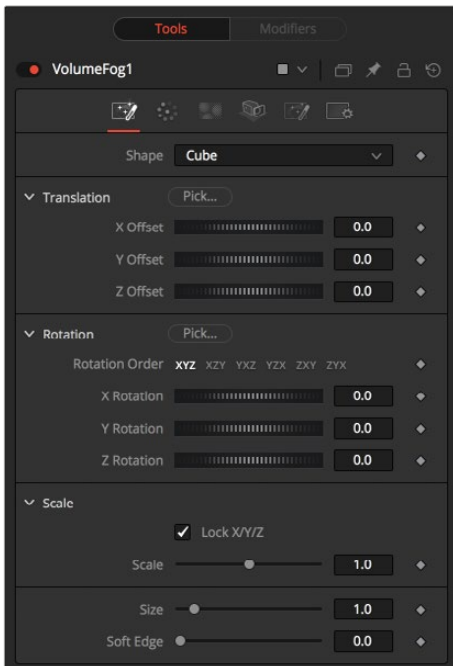 Tools Modifiers
VolumeFog1
Shape Cube
Translation Pick...
X Offset 0.0
Y Offset 0.0
Z Offset 0.0
Rotation Pick...
Rotation Order XYZ XZY YXZ YZX ZXY ZYX
X Rotation 0.0
Y Rotation 0.0
Z Rotation 0.0
Scale
Lock X/Y/Z
Scale 1.0
Size 1.0
Soft Edge 0.0